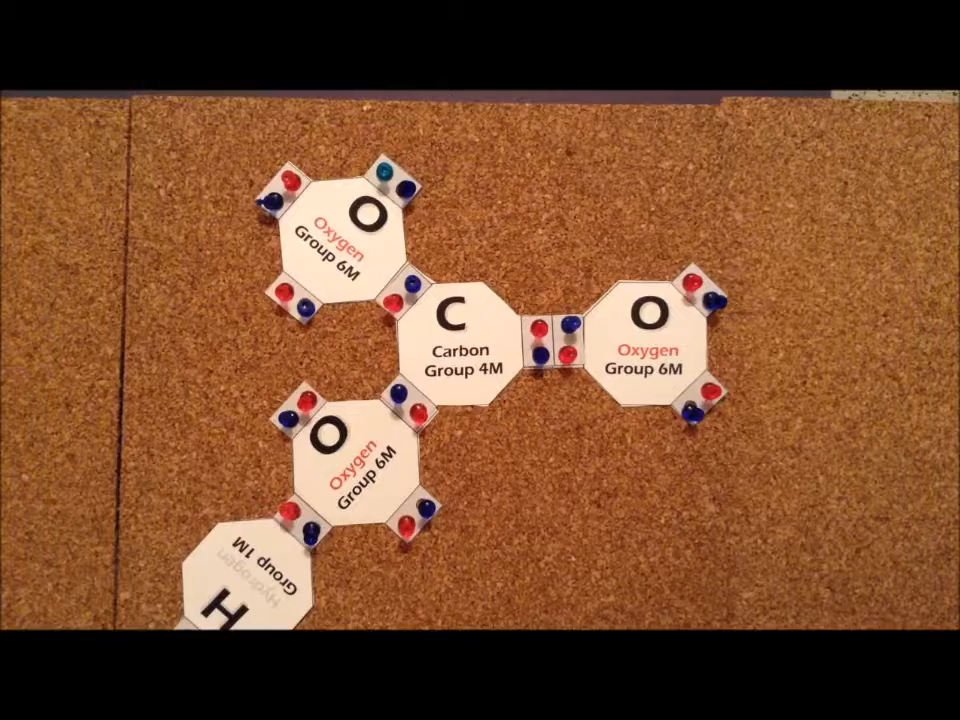 O
Oxygen
Group 6M
C
Carbon
Group 4M
O
Oxygen
Group 6M
O
Oxygen
Group 6M
H
Hydrogen
Group 1M